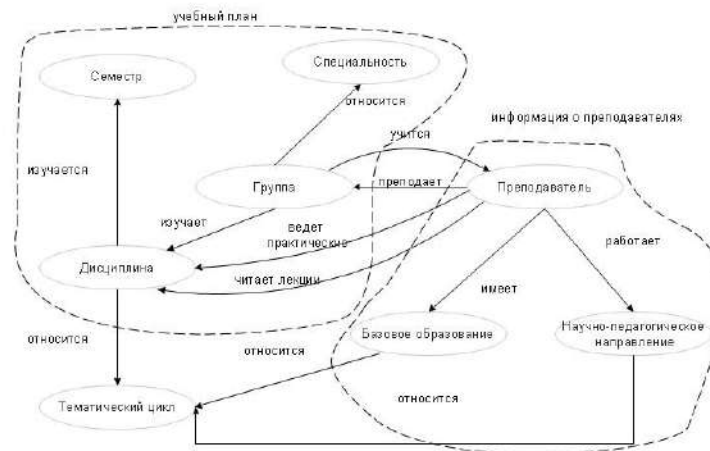 учебный план
Специальность
Семестр
относится
информация о преподавателях
учится
изучается
Группа
преподает
Преподаватель
изучает
ведет
практические
работает
Дисциплина
читает лекции
имеет
относится
Базовое образование
Научно-педагогическое
направление
относится
Тематический цикл
относится